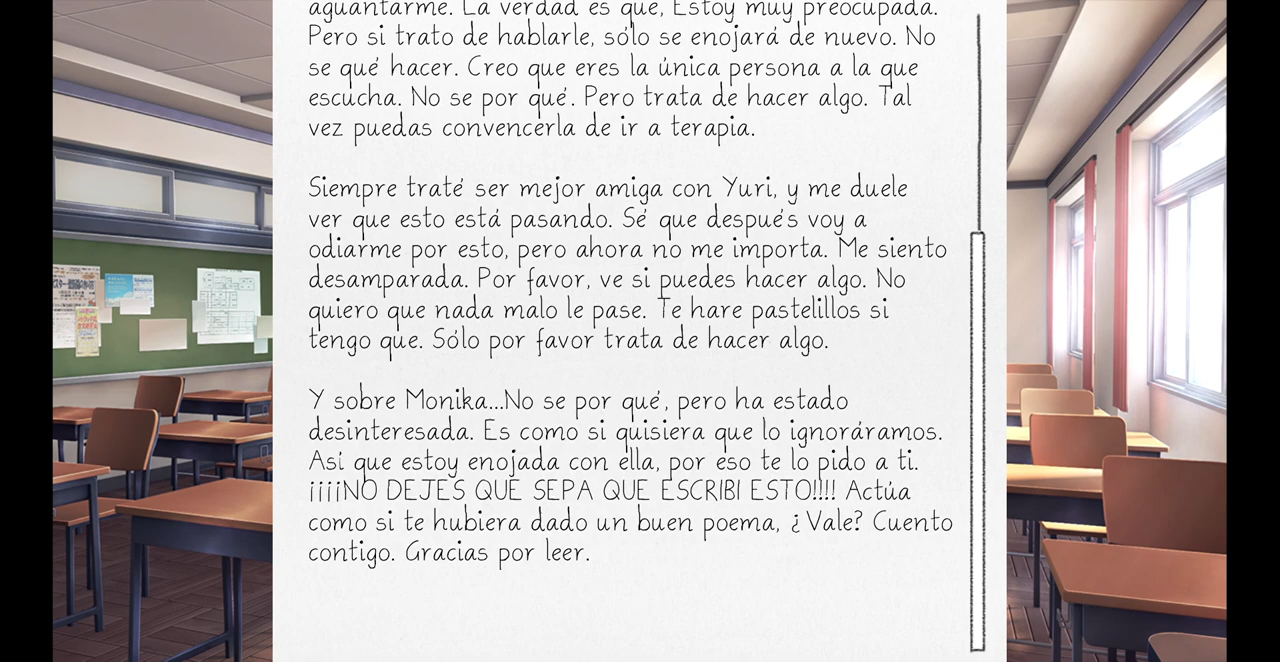 aguantarme. La verdad es que, Estoy muy preocupada.
Pero si trato de hablarle, sólo se enojará de nuevo. No
se qué hacer. Creo que eres la única persona a la que
escucha. No se por qué. Pero trata de hacer algo. Tal
vez puedas convencerla de ir a terapia.
Siempre traté ser mejor amiga con Yuri, y me duele
ver que esto está pasando. Sé que después voy a
odiarme por esto, pero ahora no me importa. Me siento
desamparada. Por favor, ve si puedes hacer algo. No
quiero que nada malo le pase. Te hare pastelillos si
tengo que. Sólo por favor trata de hacer algo.
Y sobre Monika...No se por qué, pero ha estado
desinteresada. Es como si quisiera que lo ignoráramos.
Así que estoy enojada con ella, por eso te lo pido a ti.
¡¡¡¡NO DEJES QUE SEPA QUE ESCRIBI ESTO!!!! Actúa
como si te hubiera dado un buen poema, ¿Vale? Cuento
contigo. Gracias por leer.